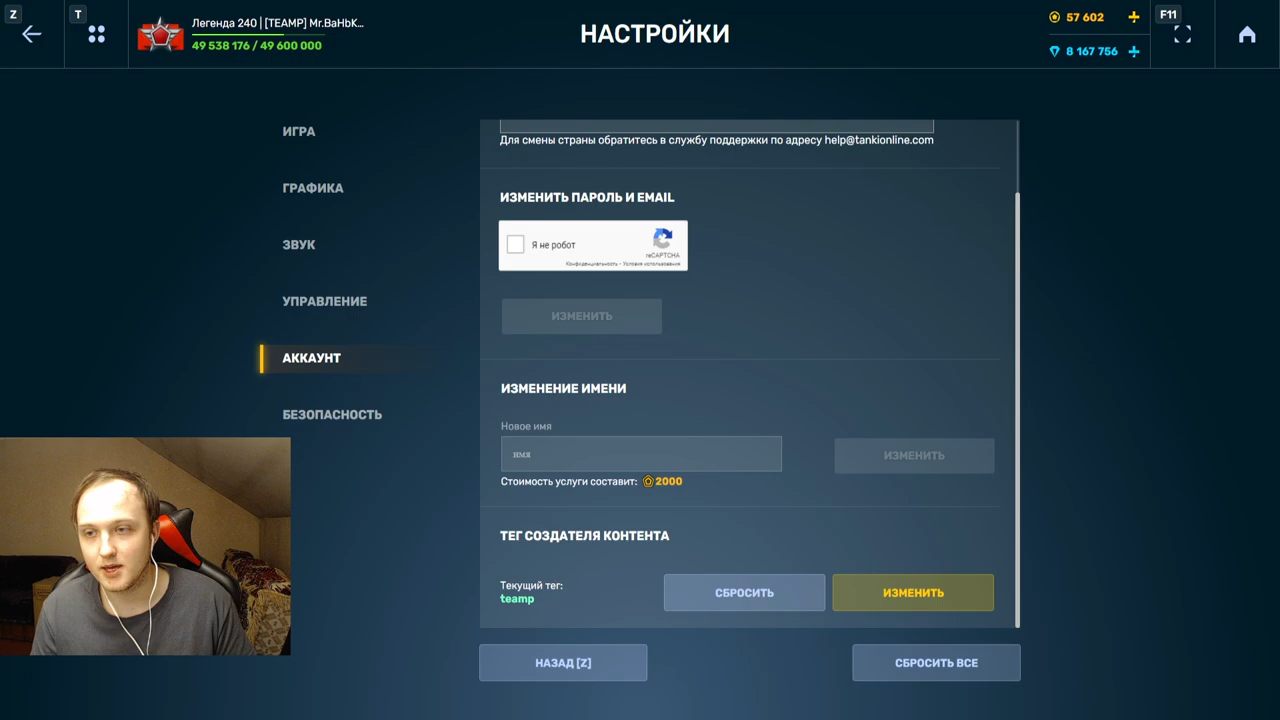 Z
T
Легенда 240 | [TEAMP] Mr.BaHbK...
49 538 176 / 49 600 000
НАСТРОЙКИ
57 602
8 167 756
F11
ИГРА
ГРАФИКА
ЗВУК
УПРАВЛЕНИЕ
АККАУНТ
БЕЗОПАСНОСТЬ
Для смены страны обратитесь в службу поддержки по адресу help@tankionline.com
ИЗМЕНИТЬ ПАРОЛЬ И EMAIL
Я не робот
reCAPTCHA
Конфиденциальность - Условия использования
ИЗМЕНИТЬ
ИЗМЕНЕНИЕ ИМЕНИ
Новое имя
имя
ИЗМЕНИТЬ
Стоимость услуги составит: 2000
ТЕГ СОЗДАТЕЛЯ КОНТЕНТА
Текущий тег:
teamp
СБРОСИТЬ
ИЗМЕНИТЬ
НАЗАД [Z]
СБРОСИТЬ ВСЕ